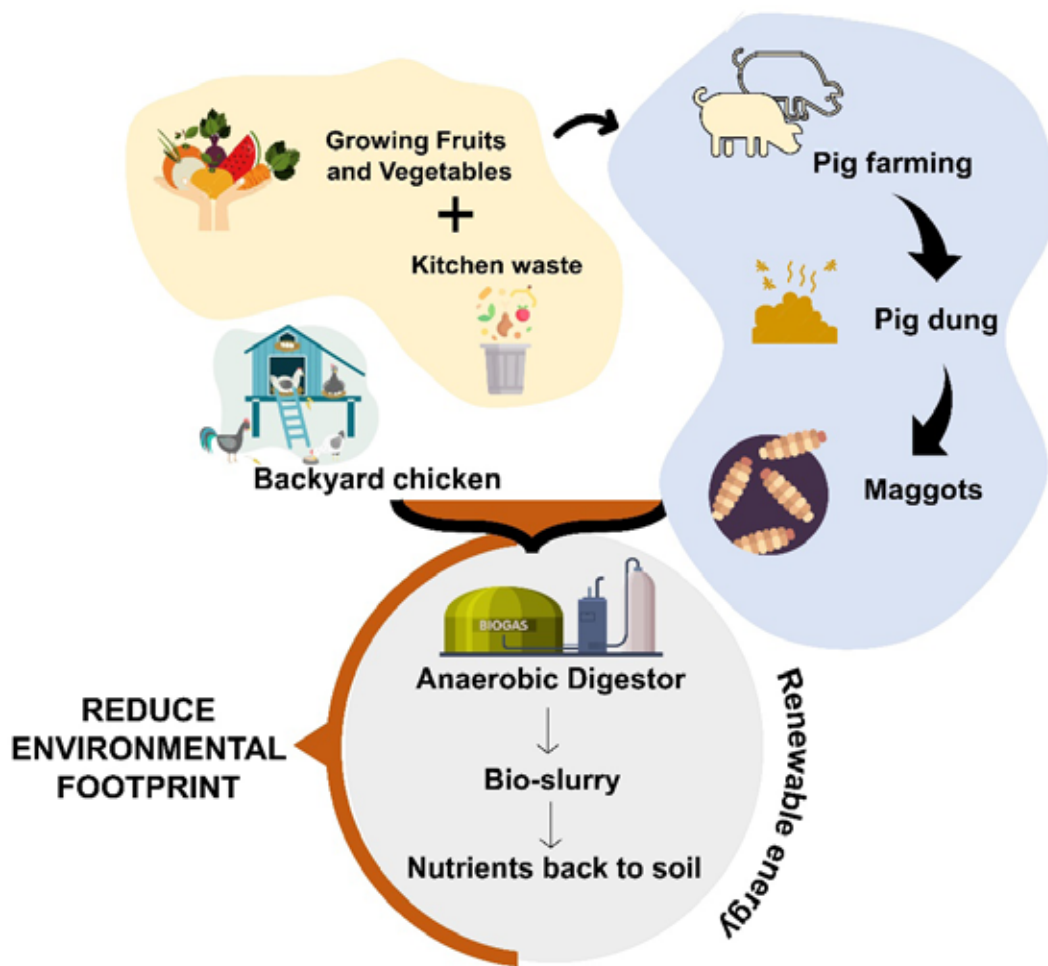 Growing Fruits
and Vegetables
+
Kitchen waste
Pig farming
Pig dung
Maggots
Backyard chicken
BIOGAS
Anaerobic Digestor
Bio-slurry
Nutrients back to soil
Renewable energy
REDUCE
ENVIRONMENTAL
FOOTPRINT